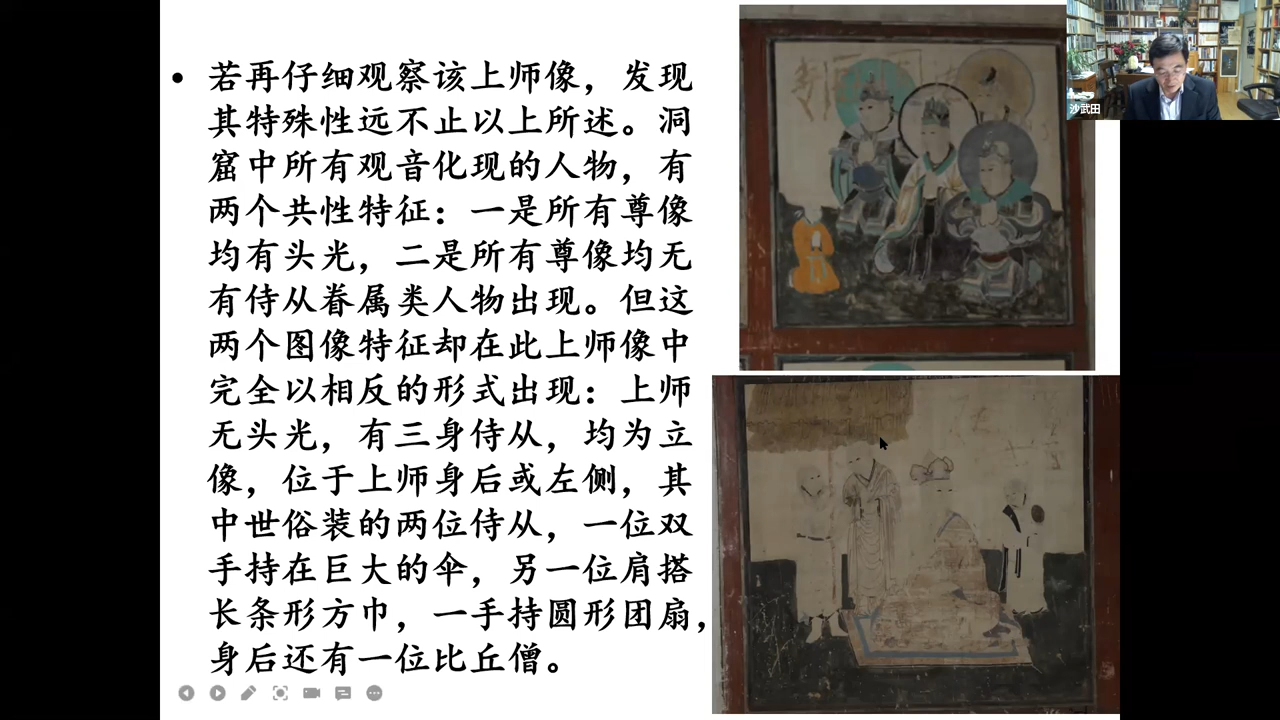 • 若再仔细观察该上师像，发现
其特殊性远不止以上所述。洞
窟中所有观音化现的人物，有
两个共性特征：一是所有尊像
均有头光，二是所有尊像均无
有侍从眷属类人物出现。但这
两个图像特征却在此上师像中
完全以相反的形式出现：上师
无头光，有三身侍从，均为立
像，位于上师身后或左侧，其
中世俗装的两位侍从，一位双
手持在巨大的伞，另一位肩搭
长条形方巾，一手持圆形团扇，
身后还有一位比丘僧。
沙武田